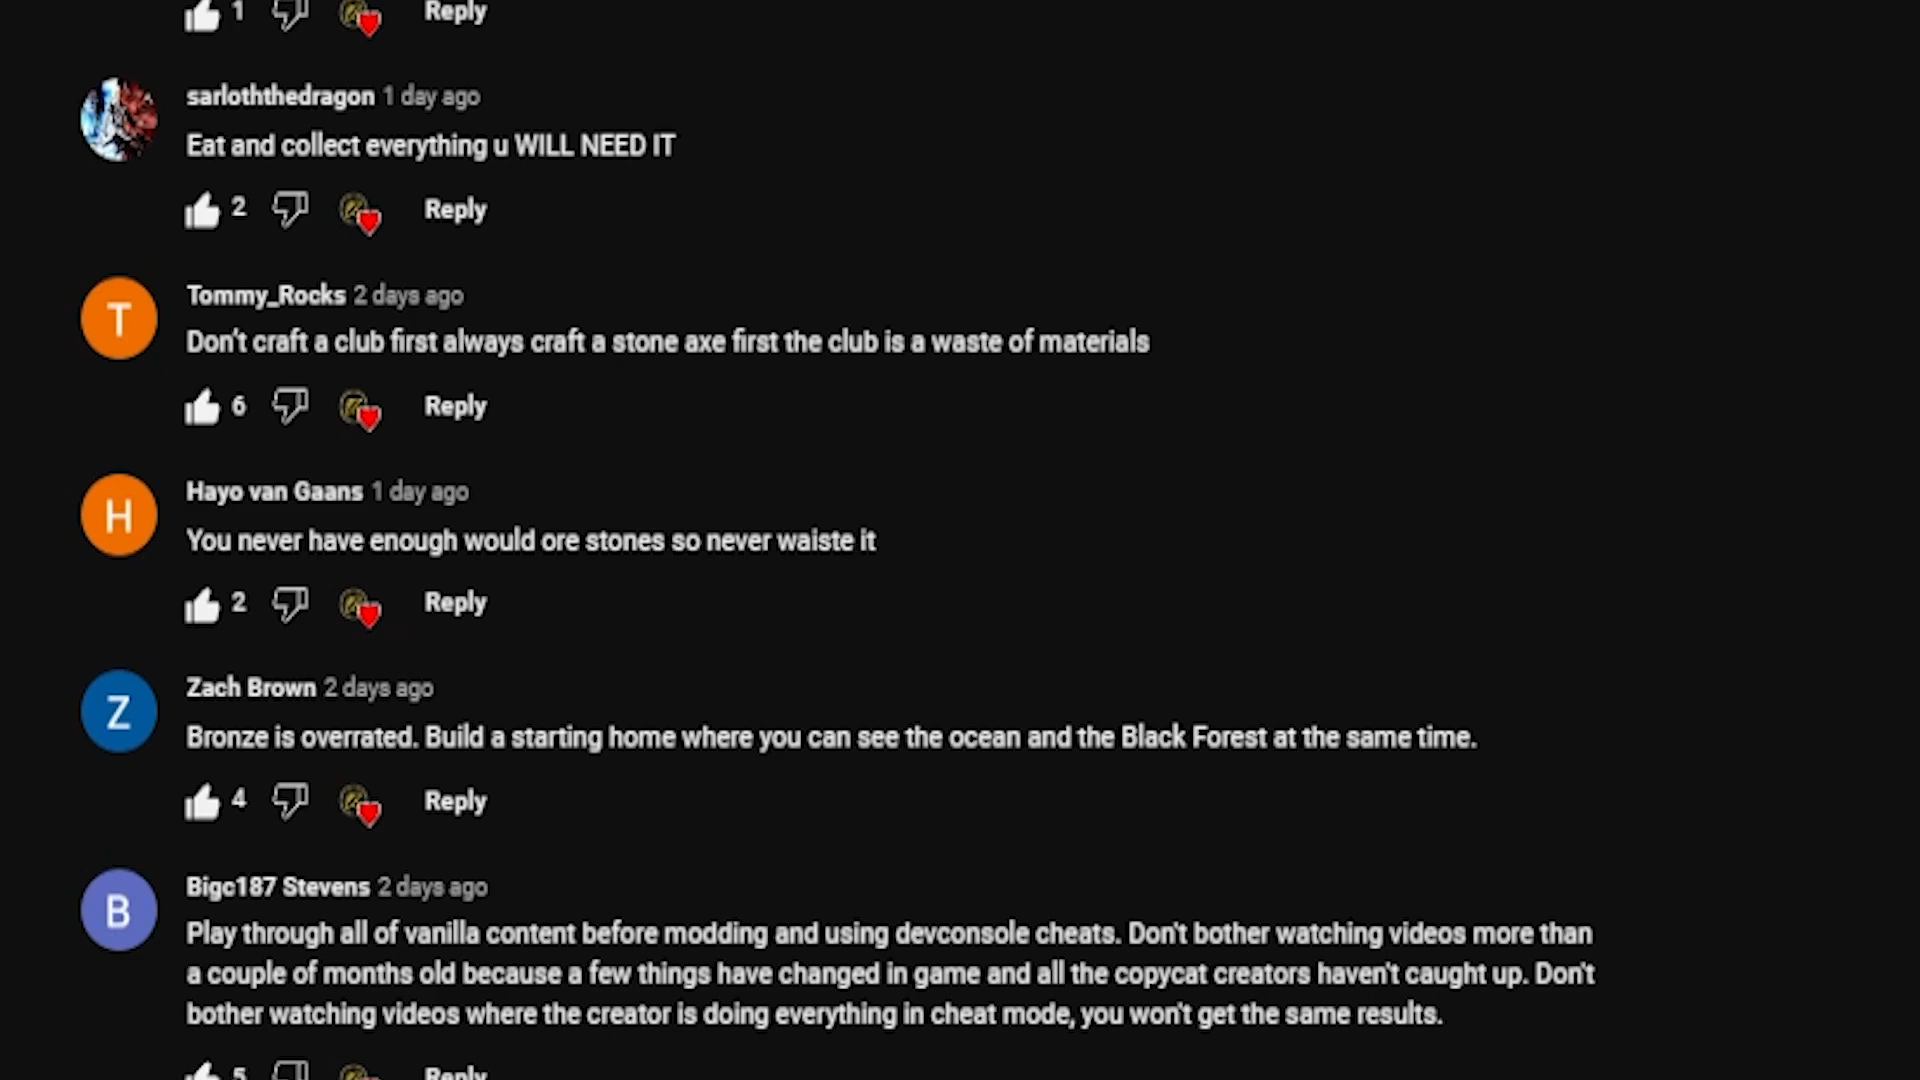 1 Reply
sarloththedragon 1 day ago
Eat and collect everything u WILL NEED IT
2 Reply
T
Tommy_Rocks 2 days ago
Don't craft a club first always craft a stone axe first the club is a waste of materials
6 Reply
H
Hayo van Gaans 1 day ago
You never have enough would ore stones so never waiste it
2 Reply
Z
Zach Brown 2 days ago
Bronze is overrated. Build a starting home where you can see the ocean and the Black Forest at the same time.
4 Reply
B
Bigc187 Stevens 2 days ago
Play through all of vanilla content before modding and using devconsole cheats. Don't bother watching videos more than
a couple of months old because a few things have changed in game and all the copycat creators haven't caught up. Don't
bother watching videos where the creator is doing everything in cheat mode, you won't get the same results.
5 Reply